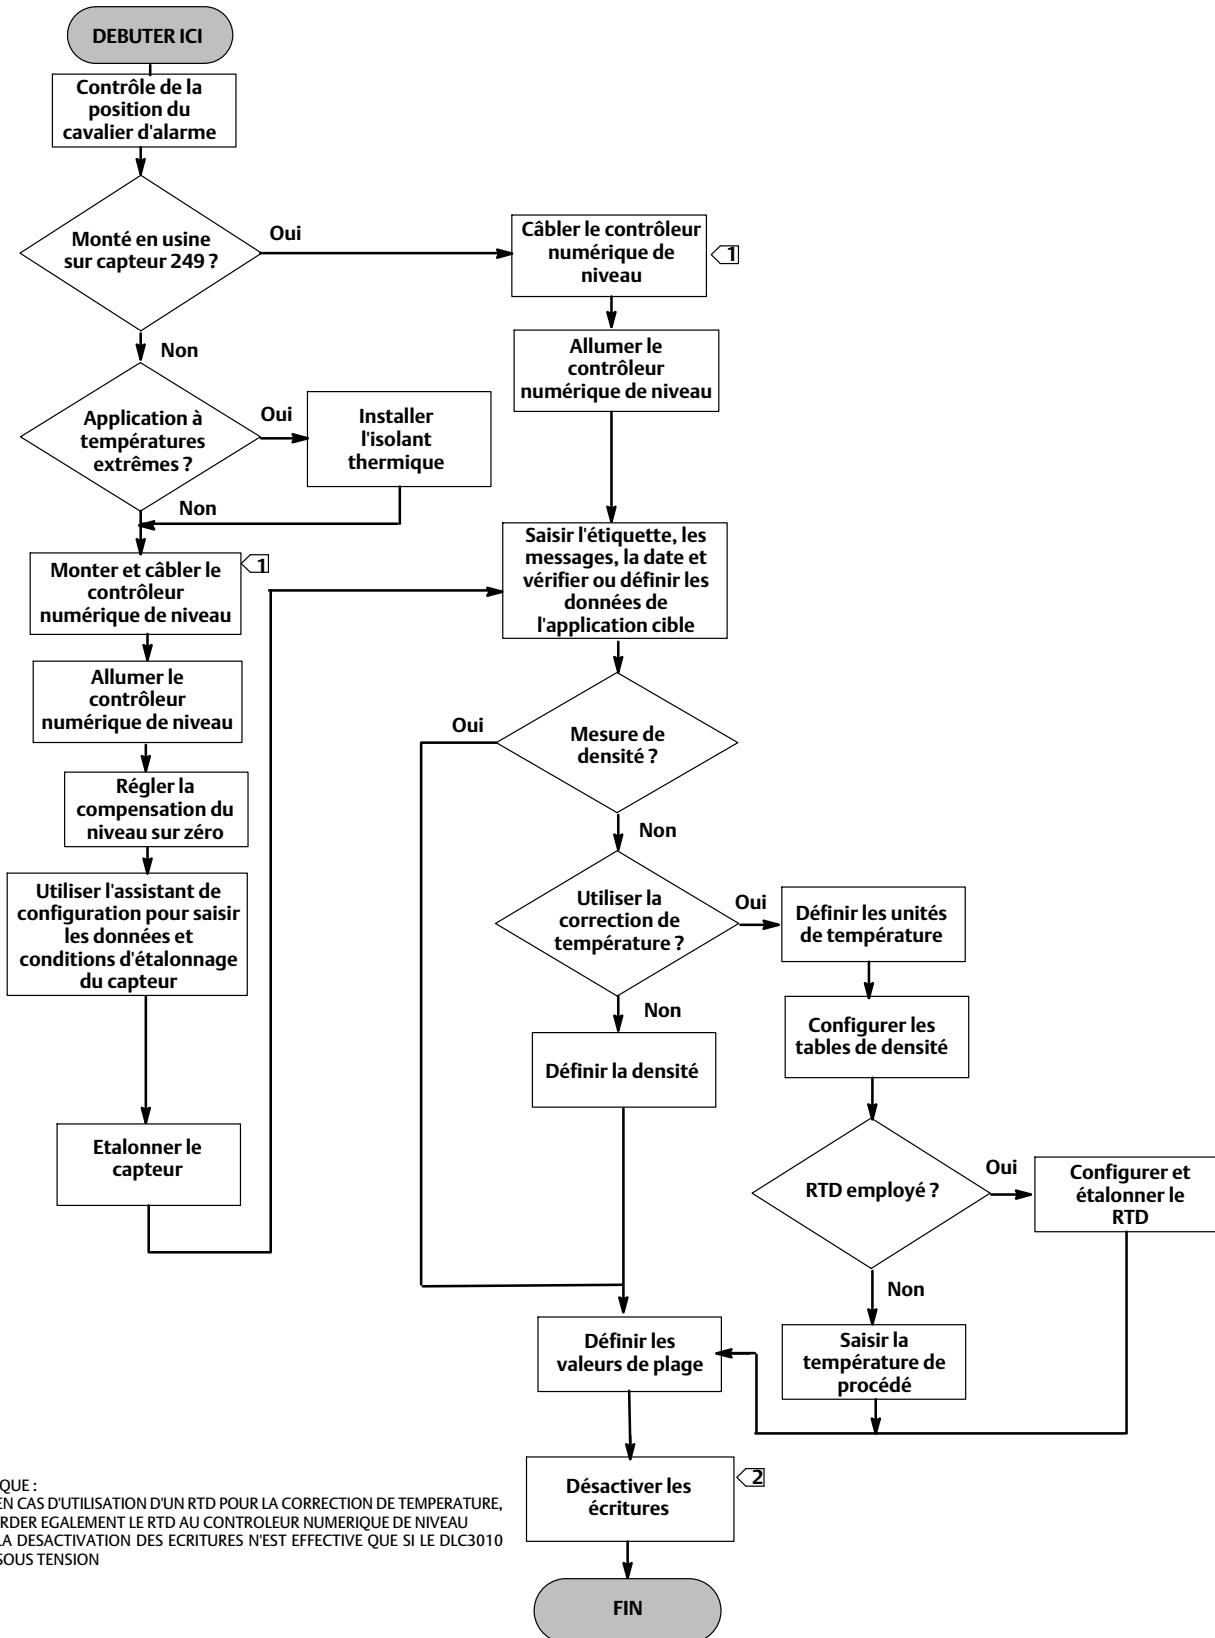 DEBUTER ICI
Contrôle de la
position du
cavalier d'alarme
Monté en usine
sur capteur 249 ?
Oui
Câbler le contrôleur
numérique de
niveau
1
Non
Allumer le
contrôleur
numérique de niveau
Application à
températures
extrêmes ?
Oui
Installer
l'isolant
thermique
Non
Saisir l'étiquette, les
messages, la date et
vérifier ou définir les
données de
l'application cible
Monter et câbler le
contrôleur
numérique de niveau
1
Allumer le
contrôleur
numérique de niveau
Oui
Mesure de
densité ?
Régler la
compensation du
niveau sur zéro
Non
Utiliser l'assistant de
configuration pour saisir
les données et
conditions d'étalonnage
du capteur
Utiliser la
correction de
température ?
Oui
Définir les unités
de température
Non
Configurer les
tables de densité
Définir la densité
Etalonner le
capteur
RTD employé ?
Oui
Configurer et
étalonner le
RTD
Non
Définir les
valeurs de plage
Saisir la
température de
procédé
Désactiver les
écritures
2
QUE :
EN CAS D'UTILISATION D'UN RTD POUR LA CORRECTION DE TEMPERATURE,
RDER EGALEMENT LE RTD AU CONTROLEUR NUMERIQUE DE NIVEAU
LA DESACTIVATION DES ECRITURES N'EST EFFECTIVE QUE SI LE DLC3010
SOUS TENSION
FIN